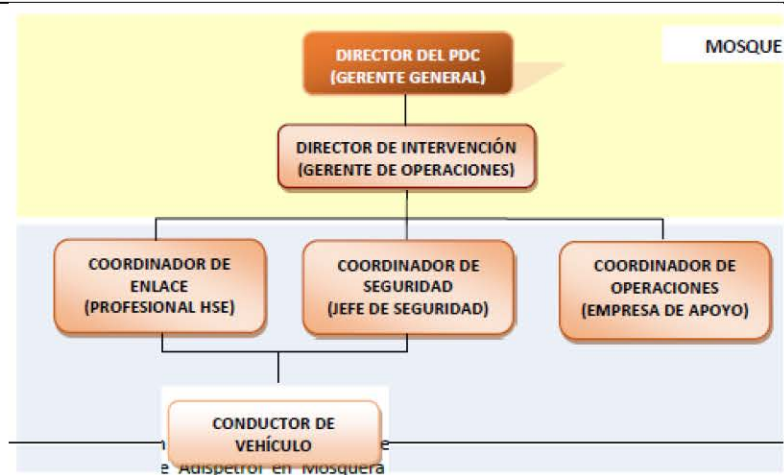 MOSQUE
DIRECTOR DEL PDC
(GERENTE GENERAL)
DIRECTOR DE INTERVENCIÓN
(GERENTE DE OPERACIONES)
COORDINADOR DE
ENLACE
(PROFESIONAL HSE)
COORDINADOR DE
SEGURIDAD
(JEFE DE SEGURIDAD)
COORDINADOR DE
OPERACIONES
(EMPRESA DE APOYO)
CONDUCTOR DE
VEHÍCULO
e Adispetrol en Mosquera